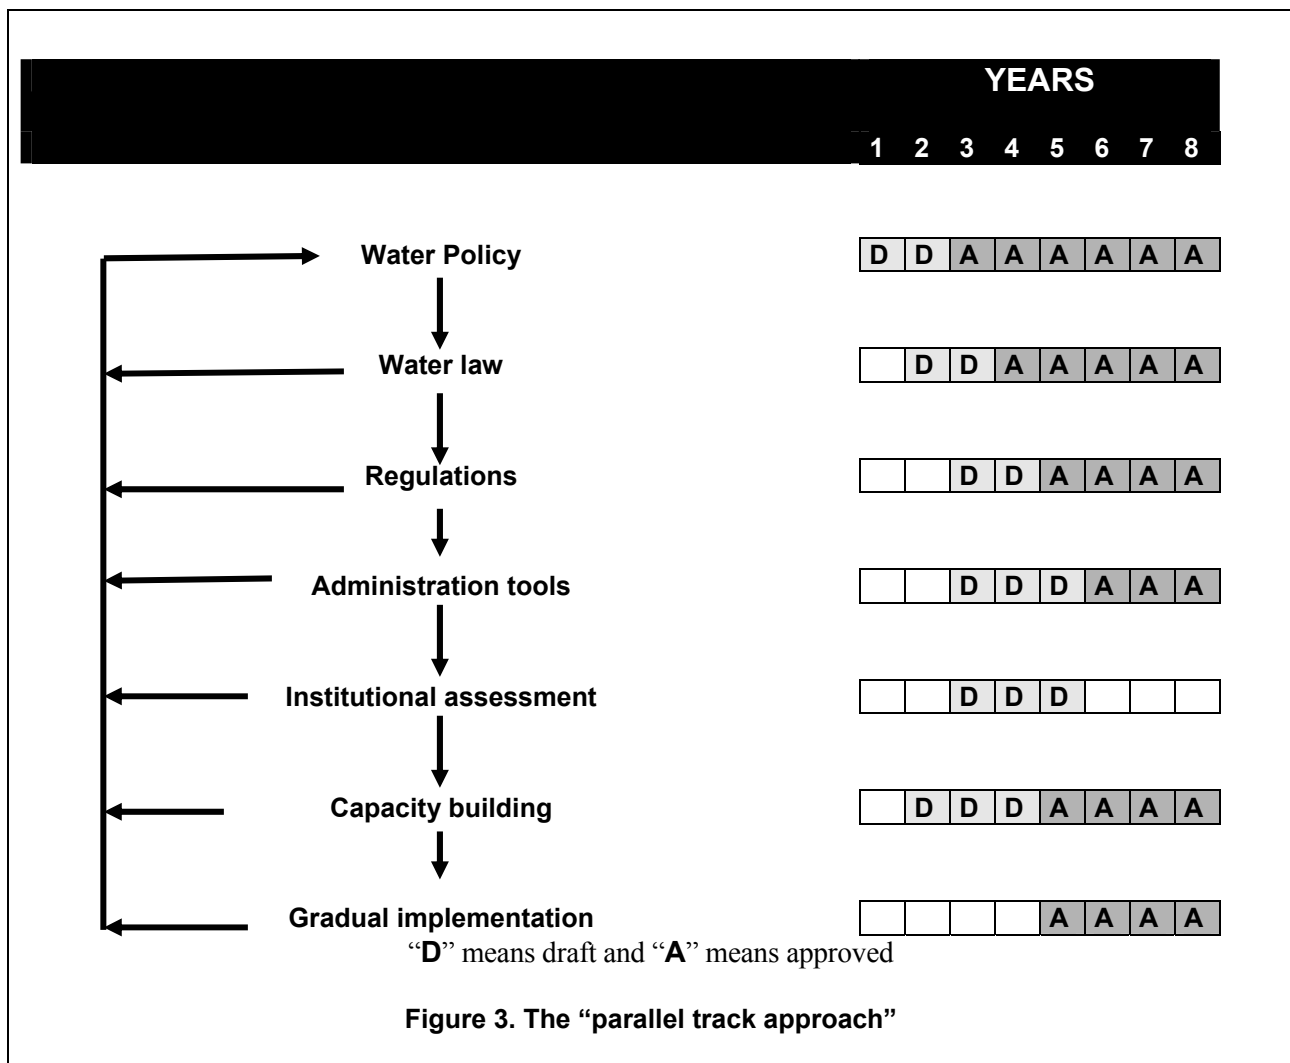 YEARS
1 2 3 4 5 6 7 8
Water Policy D D A A A A A A
Water law D D A A A A A
Regulations D D A A A A
Administration tools D D D A A A
Institutional assessment D D D
Capacity building D D D A A A A
Gradual implementation A A A A
“D” means draft and “A” means approved
Figure 3. The “parallel track approach”